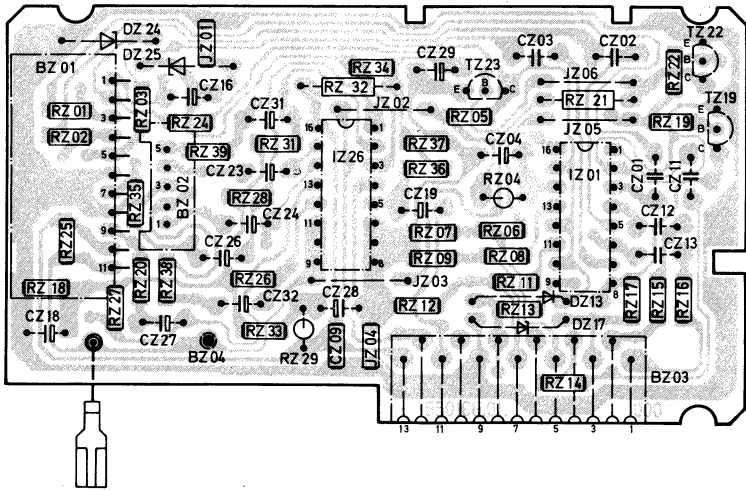 DZ 24
DZ 25
BZ 01
JZ 01
CZ 16
RZ 03
RZ 01
RZ 02
RZ 24
RZ 39
RZ 35
BZ 02
RZ 25
RZ 18
RZ 27
RZ 20
RZ 38
CZ 18
CZ 27
BZ 04
1
3
5
7
9
11
5
3
1
RZ 34
RZ 32
CZ 29
TZ 23
E
B
C
JZ 02
CZ 31
RZ 31
CZ 23
RZ 28
CZ 24
CZ 26
RZ 26
CZ 32
RZ 33
RZ 29
CZ 28
CZ 09
JZ 04
JZ 03
IZ 26
16
1
3
13
5
11
9
8
RZ 05
RZ 37
RZ 36
CZ 19
RZ 07
RZ 09
RZ 12
CZ 04
RZ 04
RZ 06
RZ 08
RZ 11
RZ 13
DZ 13
DZ 17
CZ 03
CZ 02
JZ 06
RZ 21
JZ 05
IZ 01
16
1
3
13
5
11
9
8
TZ 22
E
B
C
RZ 22
TZ 19
E
B
C
RZ 19
CZ 01
CZ 11
CZ 12
CZ 13
RZ 17
RZ 15
RZ 16
RZ 14
BZ 03
13
11
9
7
5
3
1